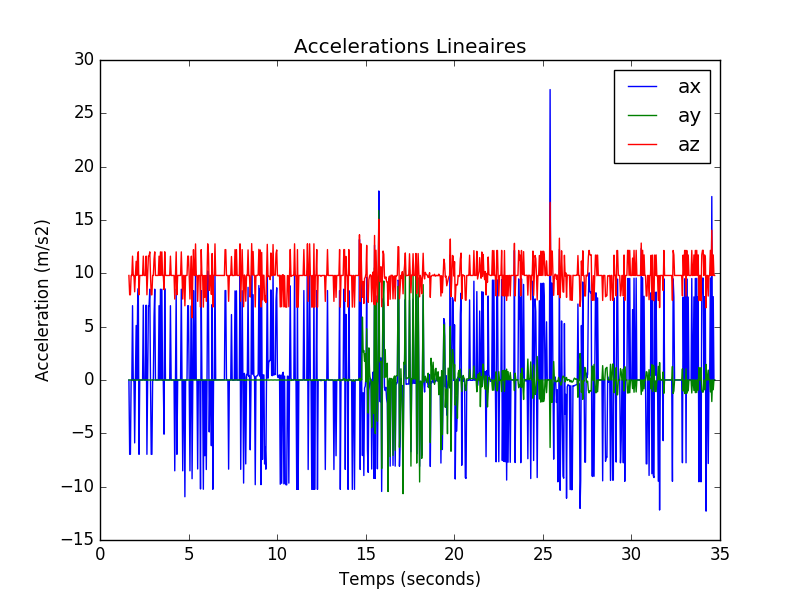 Accelerations Lineaires
30
25
20
15
10
5
0
−5
−10
−15
Acceleration (m/s2)
ax
ay
az
0 5 10 15 20 25 30 35
Temps (seconds)